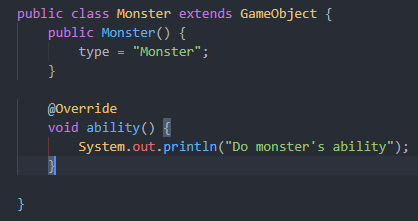 public class Monster extends GameObject {
    public Monster() {
        type = "Monster";
    }

    @Override
    void ability() {
        System.out.println("Do monster's ability");
    }

}